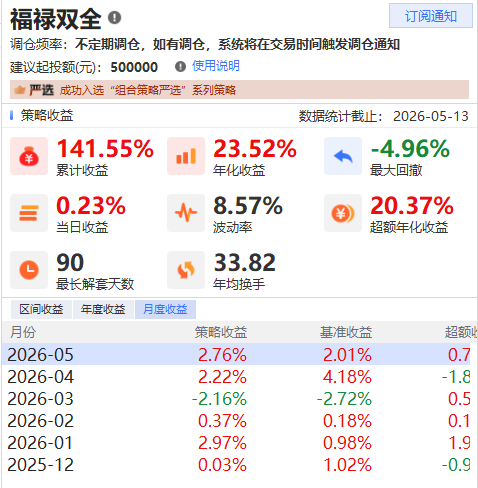 福禄双全
订阅通知
调仓频率：不定期调仓，如有调仓，系统将在交易时间触发调仓通知
建议起投额(元)： 500000 使用说明
严选 成功入选“组合策略严选”系列策略
策略收益 数据统计截止： 2026-05-13
141.55% 23.52% -4.96%
累计收益 年化收益 最大回撤
0.23% 8.57% 20.37%
当日收益 波动率 超额年化收益
90 33.82
最长解套天数 年均换手
区间收益 年度收益 月度收益
月份 策略收益 基准收益 超额收
2026-05 2.76% 2.01% 0.7
2026-04 2.22% 4.18% -1.8
2026-03 -2.16% -2.72% 0.5
2026-02 0.37% 0.18% 0.1
2026-01 2.97% 0.98% 1.9
2025-12 0.03% 1.02% -0.9